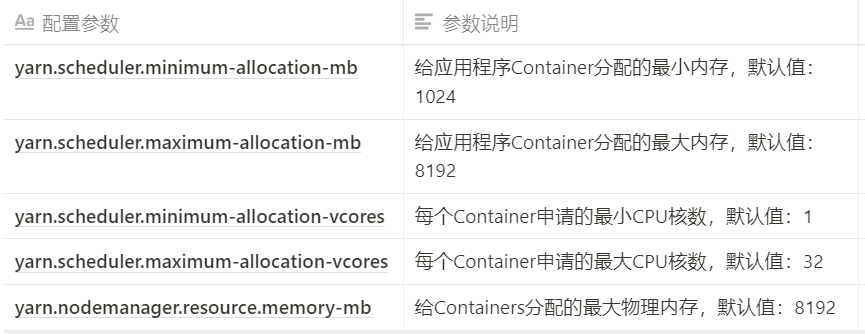 Aa 配置参数
参数说明
yarn.scheduler.minimum-allocation-mb
给应用程序Container分配的最小内存，默认值：
1024
yarn.scheduler.maximum-allocation-mb
给应用程序Container分配的最大内存，默认值：
8192
yarn.scheduler.minimum-allocation-vcores
每个Container申请的最小CPU核数，默认值：1
yarn.scheduler.maximum-allocation-vcores
每个Container申请的最大CPU核数，默认值：32
yarn.nodemanager.resource.memory-mb
给Containers分配的最大物理内存，默认值：8192